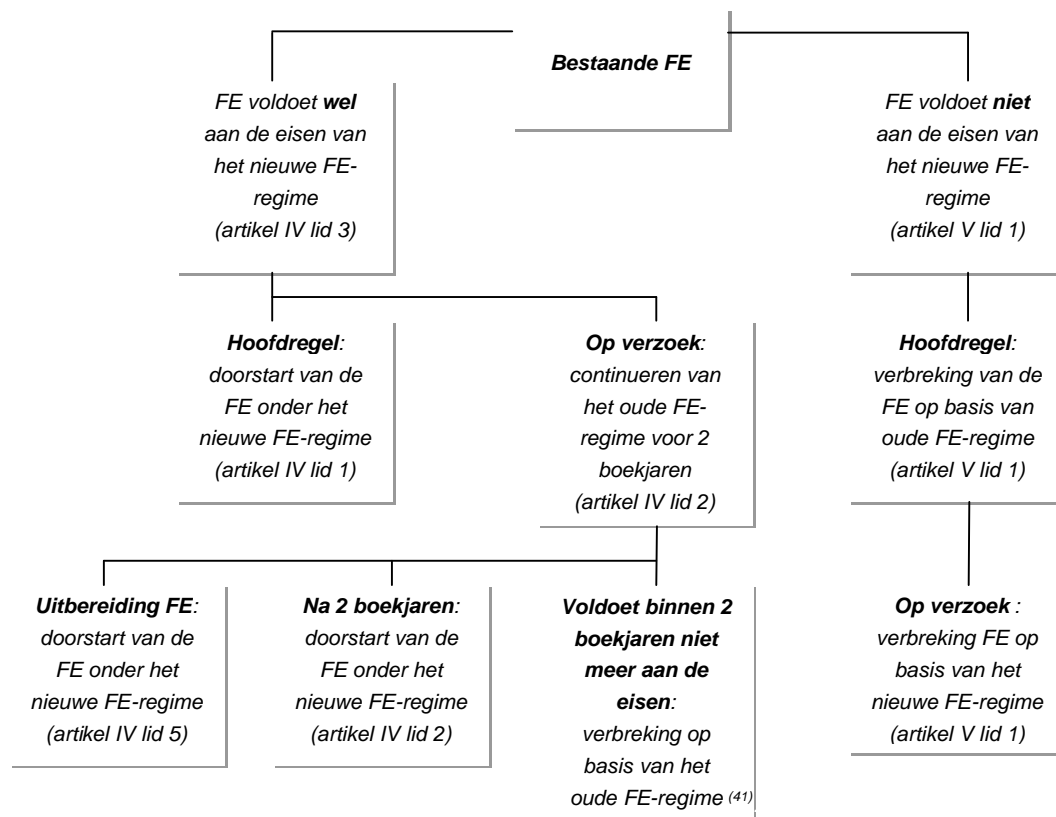 Bestaande FE
FE voldoet wel
aan de eisen van
het nieuwe FE-
regime
(artikel IV lid 3)
FE voldoet niet
aan de eisen van
het nieuwe FE-
regime
(artikel V lid 1)
Hoofdregel:
doorstart van de
FE onder het
nieuwe FE-regime
(artikel IV lid 1)
Op verzoek:
continueren van
het oude FE-
regime voor 2
boekjaren
(artikel IV lid 2)
Hoofdregel:
verbreking van de
FE op basis van
oude FE-regime
(artikel V lid 1)
Uitbereiding FE:
doorstart van de
FE onder het
nieuwe FE-regime
(artikel IV lid 5)
Na 2 boekjaren:
doorstart van de
FE onder het
nieuwe FE-regime
(artikel IV lid 2)
Voldoet binnen 2
boekjaren niet
meer aan de
eisen:
verbreking op
basis van het
oude FE-regime (41)
Op verzoek :
verbreking FE op
basis van het
nieuwe FE-regime
(artikel V lid 1)